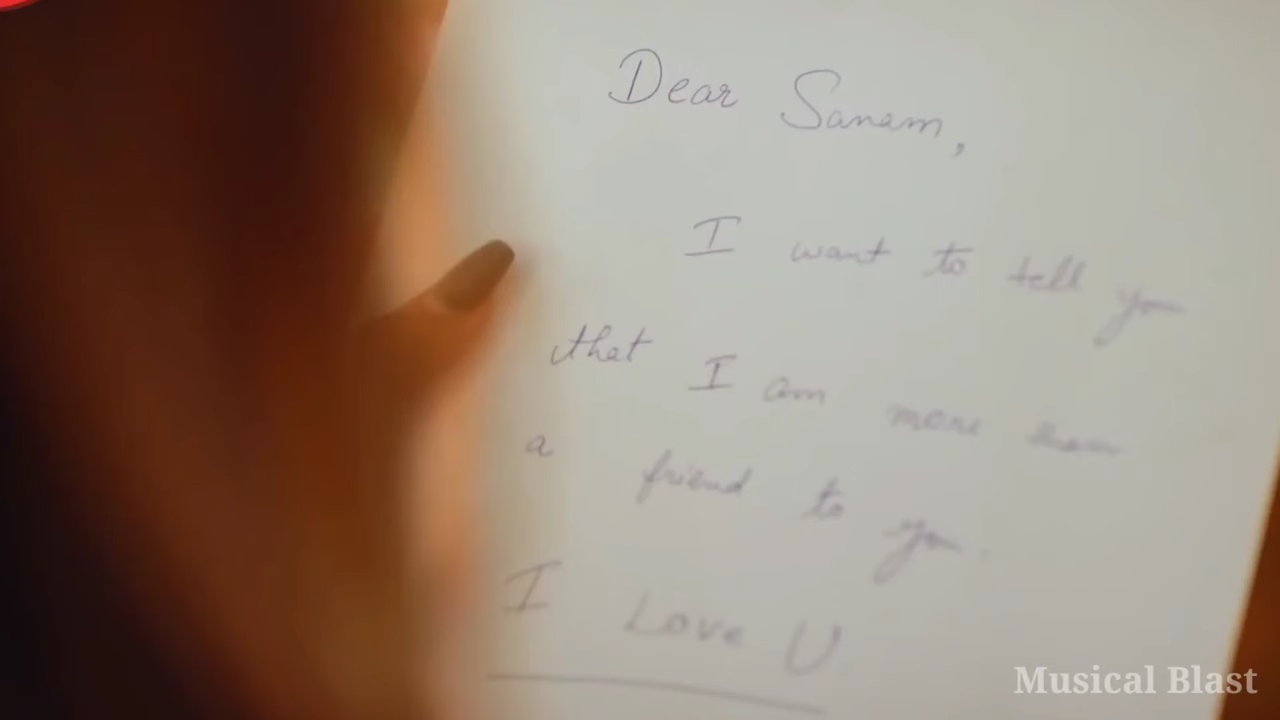 Dear Sanam,
I want to tell you
that I am more than
a friend to you.
I Love U
Musical Blast